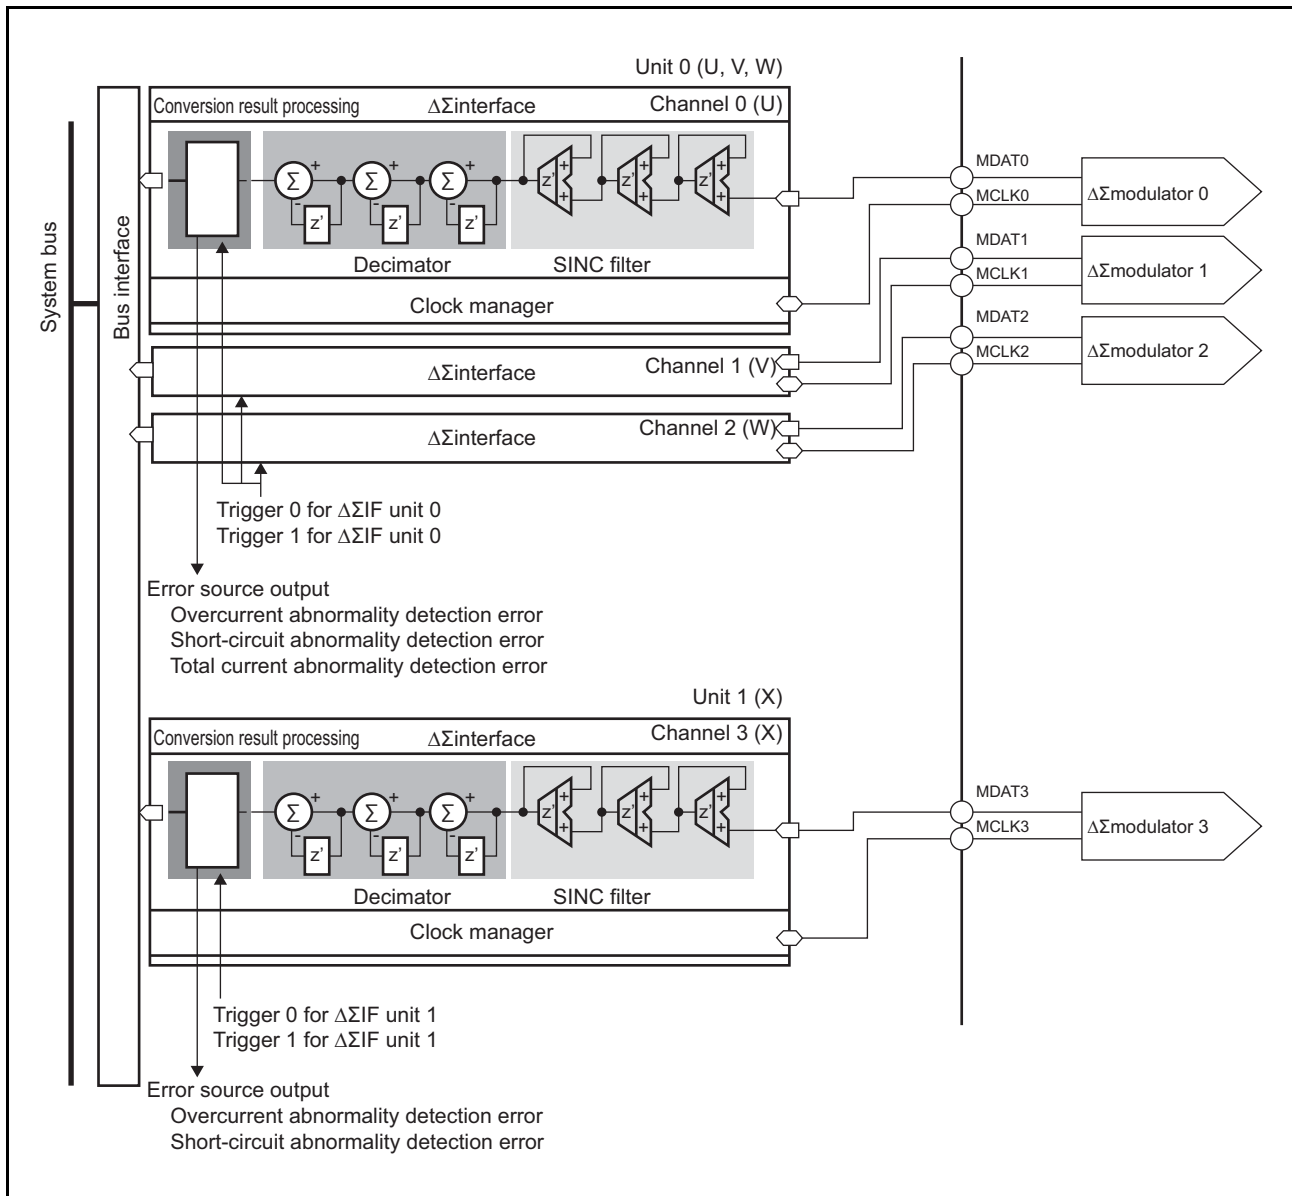 Unit 0 (U, V, W)
Conversion result processing
ΔΣinterface
Channel 0 (U)
Σ
+
-
z'
Σ
+
-
z'
Σ
+
-
z'
z'
+
+
z'
+
+
z'
+
+
Decimator
SINC filter
Clock manager
ΔΣinterface
Channel 1 (V)
ΔΣinterface
Channel 2 (W)
System bus
Bus interface
MDAT0
MCLK0
ΔΣmodulator 0
MDAT1
MCLK1
ΔΣmodulator 1
MDAT2
MCLK2
ΔΣmodulator 2
Trigger 0 for ΔΣIF unit 0
Trigger 1 for ΔΣIF unit 0
Error source output
Overcurrent abnormality detection error
Short-circuit abnormality detection error
Total current abnormality detection error
Unit 1 (X)
Conversion result processing
ΔΣinterface
Channel 3 (X)
Σ
+
-
z'
Σ
+
-
z'
Σ
+
-
z'
z'
+
+
z'
+
+
z'
+
+
Decimator
SINC filter
Clock manager
MDAT3
MCLK3
ΔΣmodulator 3
Trigger 0 for ΔΣIF unit 1
Trigger 1 for ΔΣIF unit 1
Error source output
Overcurrent abnormality detection error
Short-circuit abnormality detection error